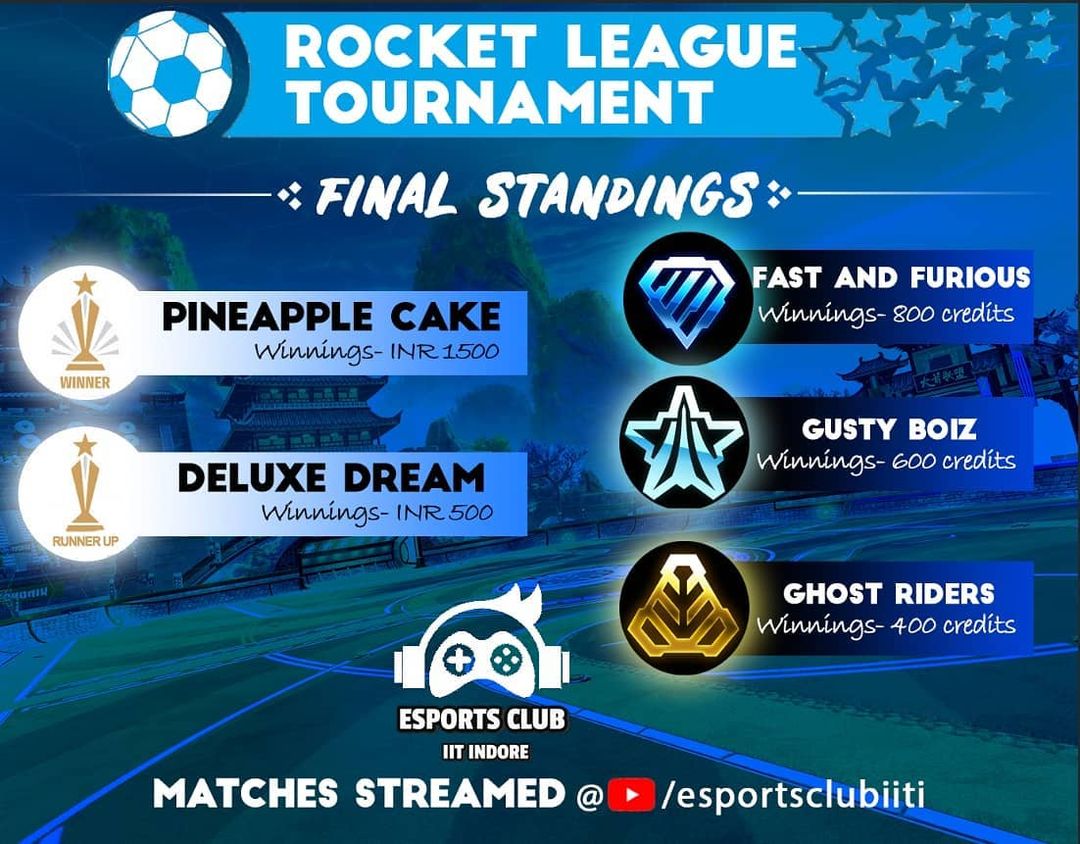 ROCKET LEAGUE
TOURNAMENT
FINAL STANDINGS
WINNER
PINEAPPLE CAKE
Winnings- INR 1500
RUNNER UP
DELUXE DREAM
Winnings- INR 500
FAST AND FURIOUS
Winnings- 800 credits
GUSTY BOIZ
Winnings- 600 credits
GHOST RIDERS
Winnings- 400 credits
ESPORTS CLUB
IIT INDORE
MATCHES STREAMED @ /esportsclubiiti